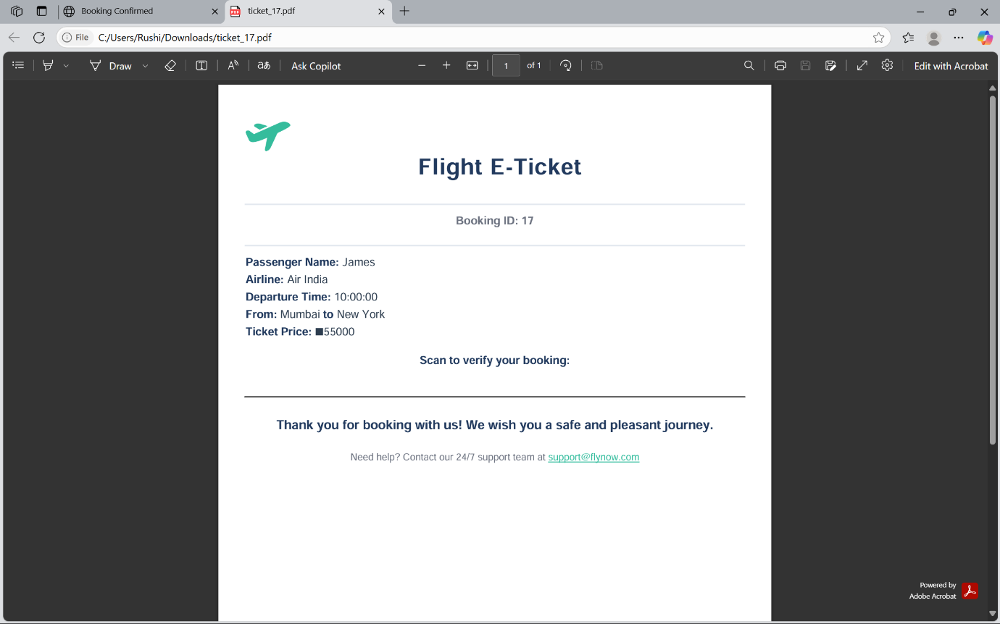 Booking Confirmed
ticket_17.pdf
File C:/Users/Rushi/Downloads/ticket_17.pdf
Draw
aあ
Ask Copilot
1 of 1
Edit with Acrobat
Flight E-Ticket
Booking ID: 17
Passenger Name: James
Airline: Air India
Departure Time: 10:00:00
From: Mumbai to New York
Ticket Price: ■55000
Scan to verify your booking:
Thank you for booking with us! We wish you a safe and pleasant journey.
Need help? Contact our 24/7 support team at support@flynow.com
Powered by
Adobe Acrobat